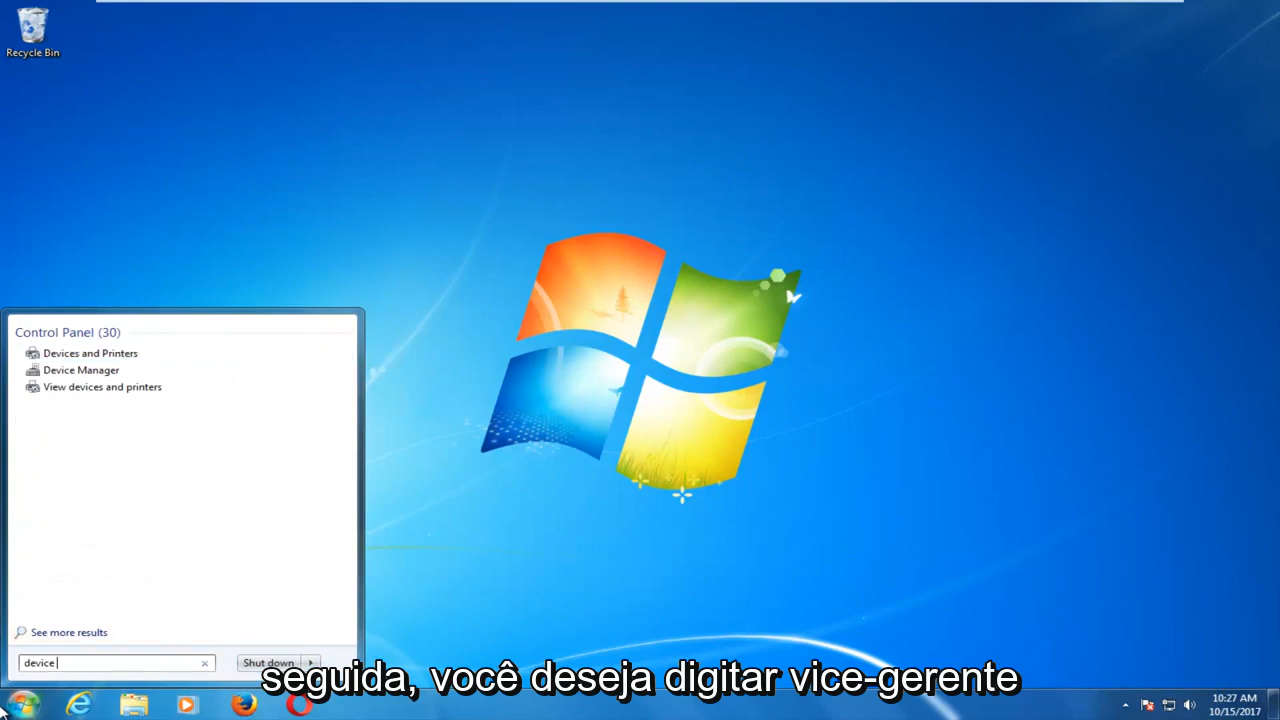 Recycle Bin
Control Panel (30)
Devices and Printers
Device Manager
View devices and printers
See more results
device
Shut down
seguida, você deseja digitar vice-gerente
10:27 AM
10/15/2017